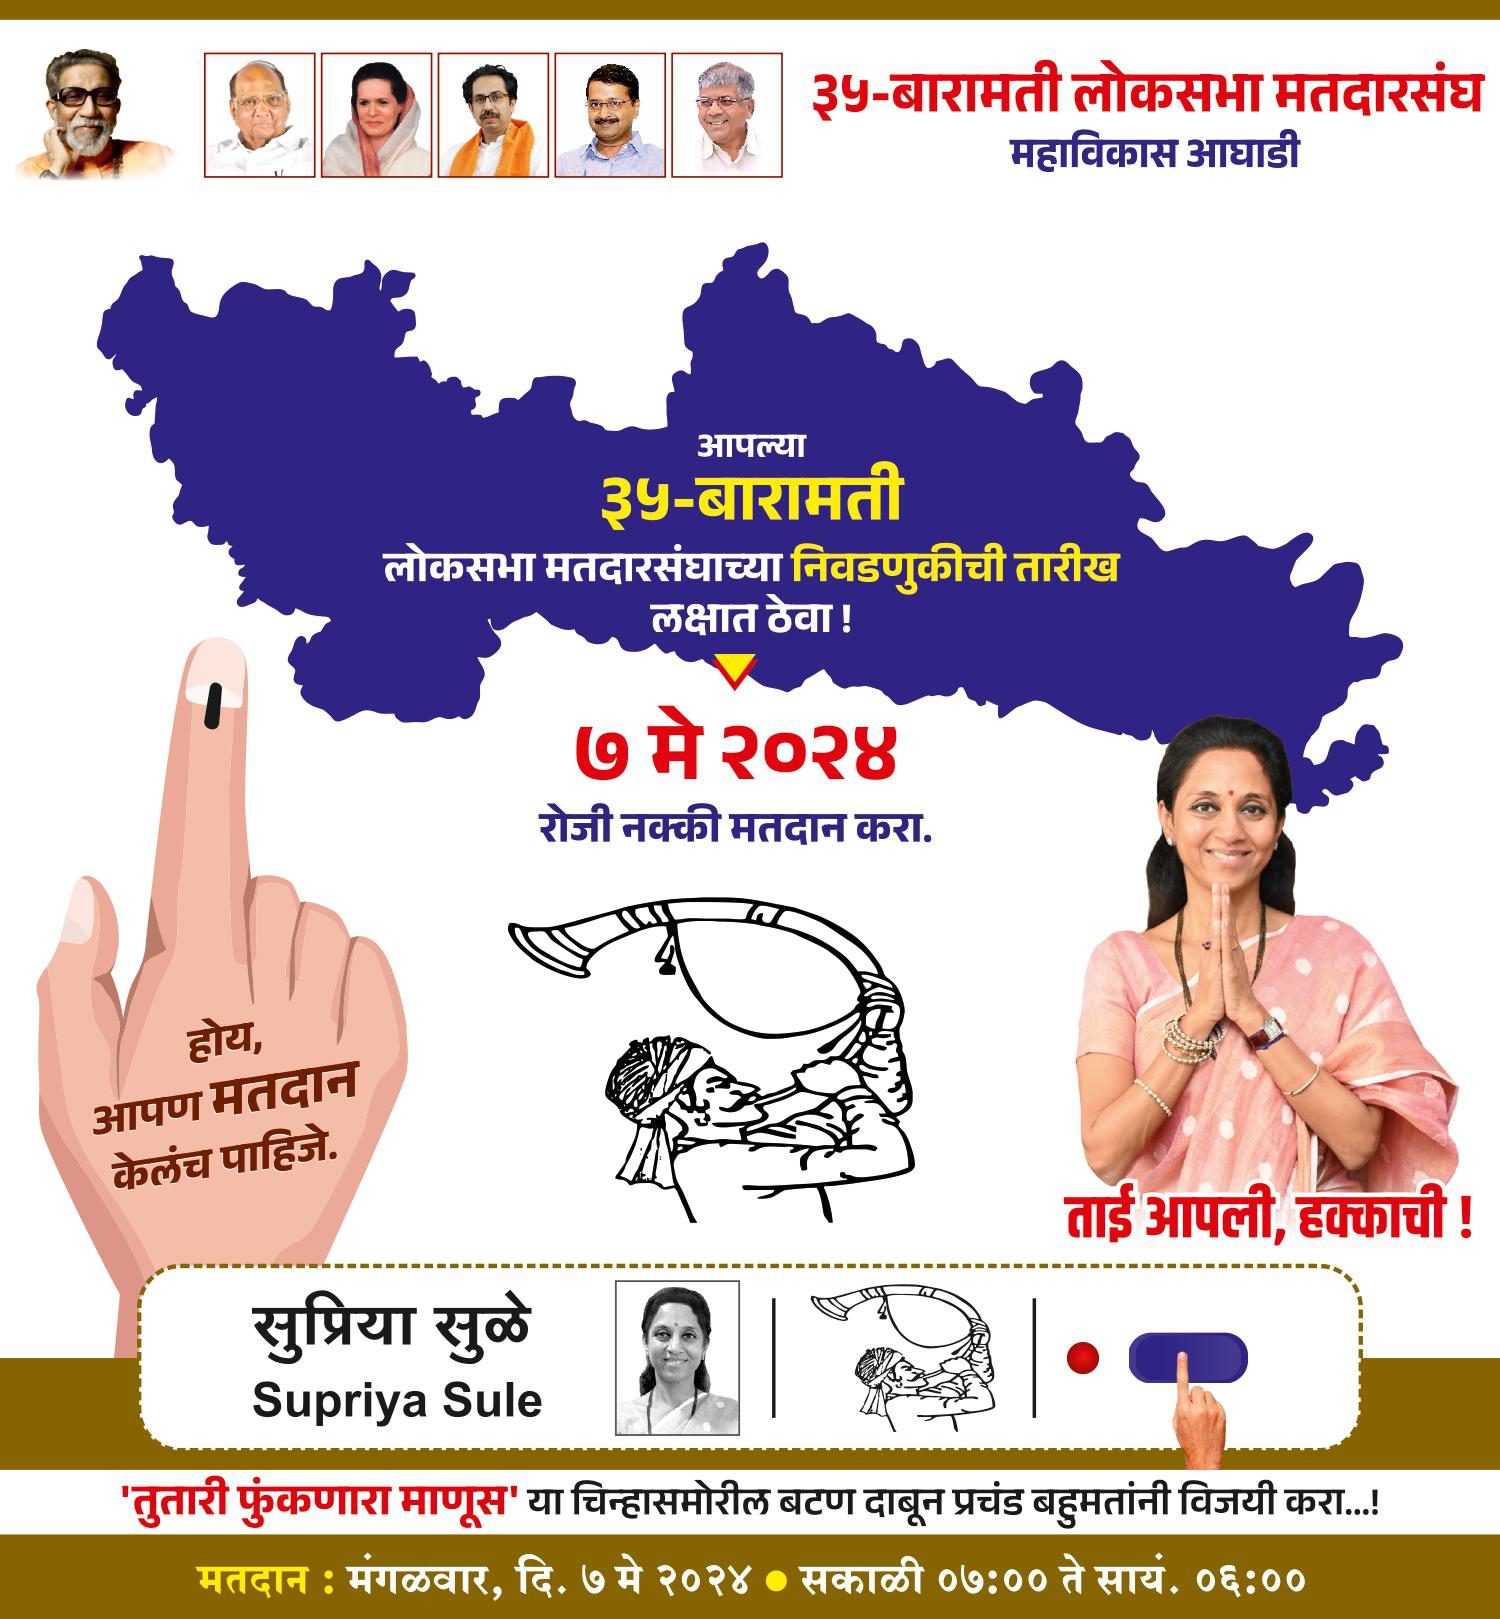 ३५-बारामती लोकसभा मतदारसंघ
महाविकास आघाडी
आपल्या
३५-बारामती
लोकसभा मतदारसंघाच्या निवडणुकीची तारीख
लक्षात ठेवा !
७ मे २०२४
रोजी नक्की मतदान करा.
होय,
आपण मतदान
केलंच पाहिजे.
ताई आपली, हक्काची !
सुप्रिया सुळे
Supriya Sule
'तुतारी फुंकणारा माणूस' या चिन्हासमोरील बटण दाबून प्रचंड बहुमतांनी विजयी करा...!
मतदान : मंगळवार, दि. ७ मे २०२४ ● सकाळी ०७:०० ते सायं. ०६:००